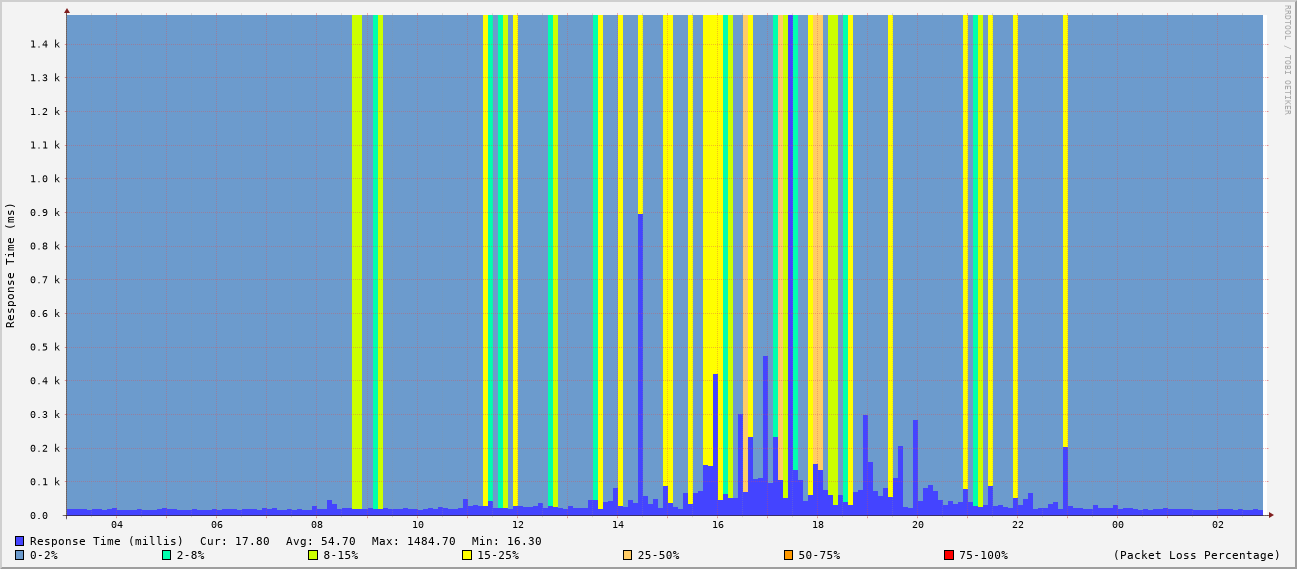 RRDTOOL / TOBI OETIKER
Response Time (ms)
1.4 k
1.3 k
1.2 k
1.1 k
1.0 k
0.9 k
0.8 k
0.7 k
0.6 k
0.5 k
0.4 k
0.3 k
0.2 k
0.1 k
0.0
04 06 08 10 12 14 16 18 20 22 00 02
Response Time (millis) Cur: 17.80 Avg: 54.70 Max: 1484.70 Min: 16.30
0-2% 2-8% 8-15% 15-25% 25-50% 50-75% 75-100% (Packet Loss Percentage)